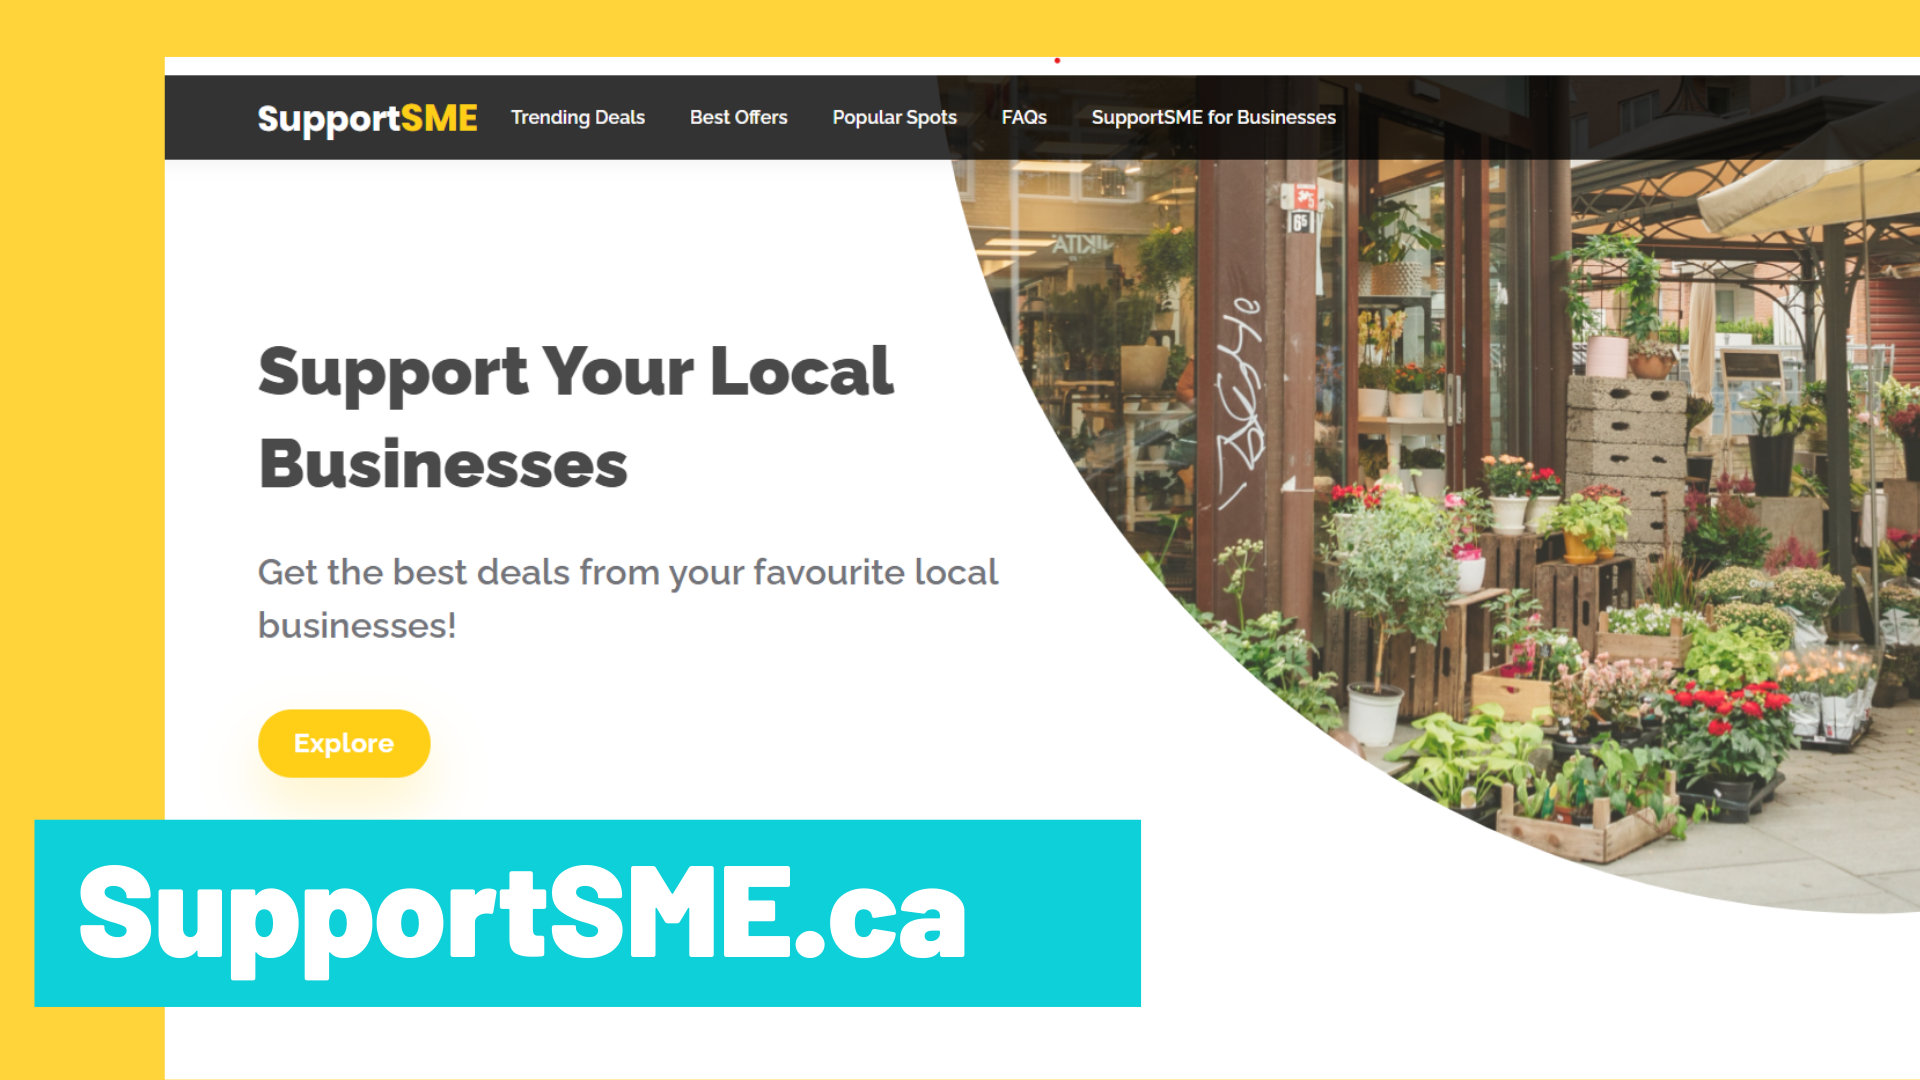 SupportSME Trending Deals Best Offers Popular Spots FAQs SupportSME for Businesses
65
Support Your Local
Businesses
Get the best deals from your favourite local
businesses!
Explore
SupportSME.ca